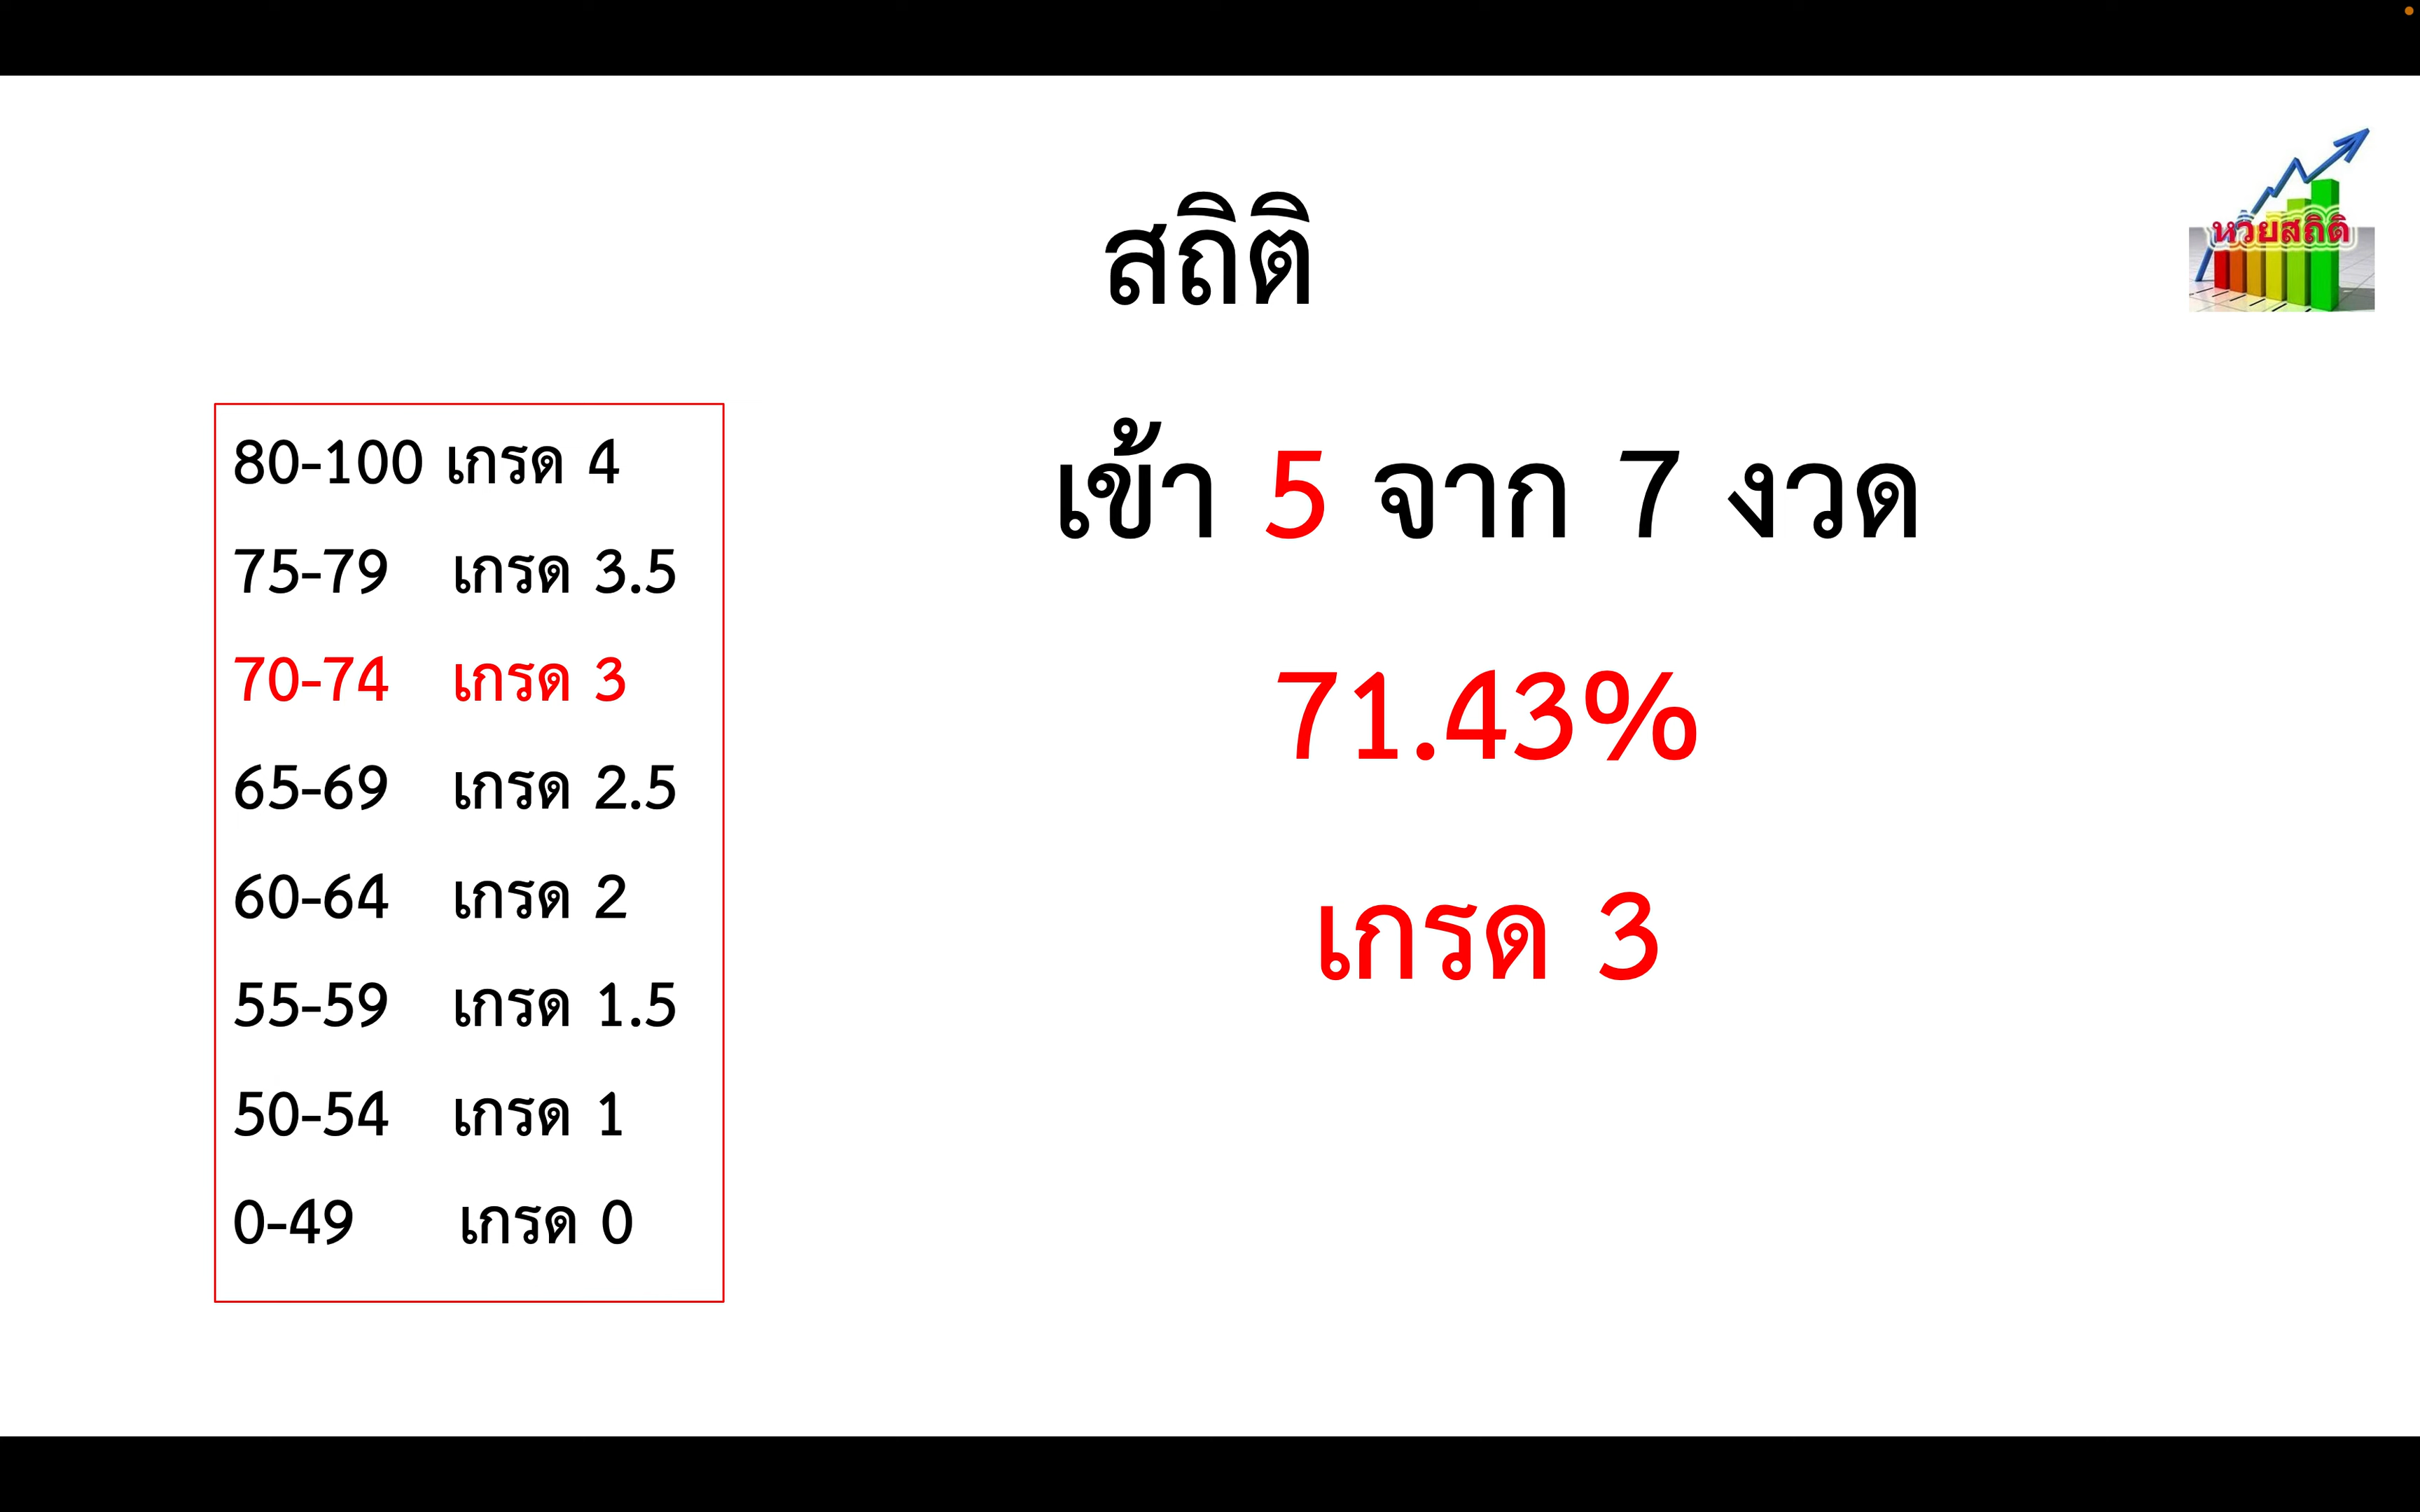 สถิติ
หวยสถิติ
80-100 เกรด 4
75-79 เกรด 3.5
70-74 เกรด 3
65-69 เกรด 2.5
60-64 เกรด 2
55-59 เกรด 1.5
50-54 เกรด 1
0-49 เกรด 0
เข้า 5 จาก 7 งวด
71.43%
เกรด 3